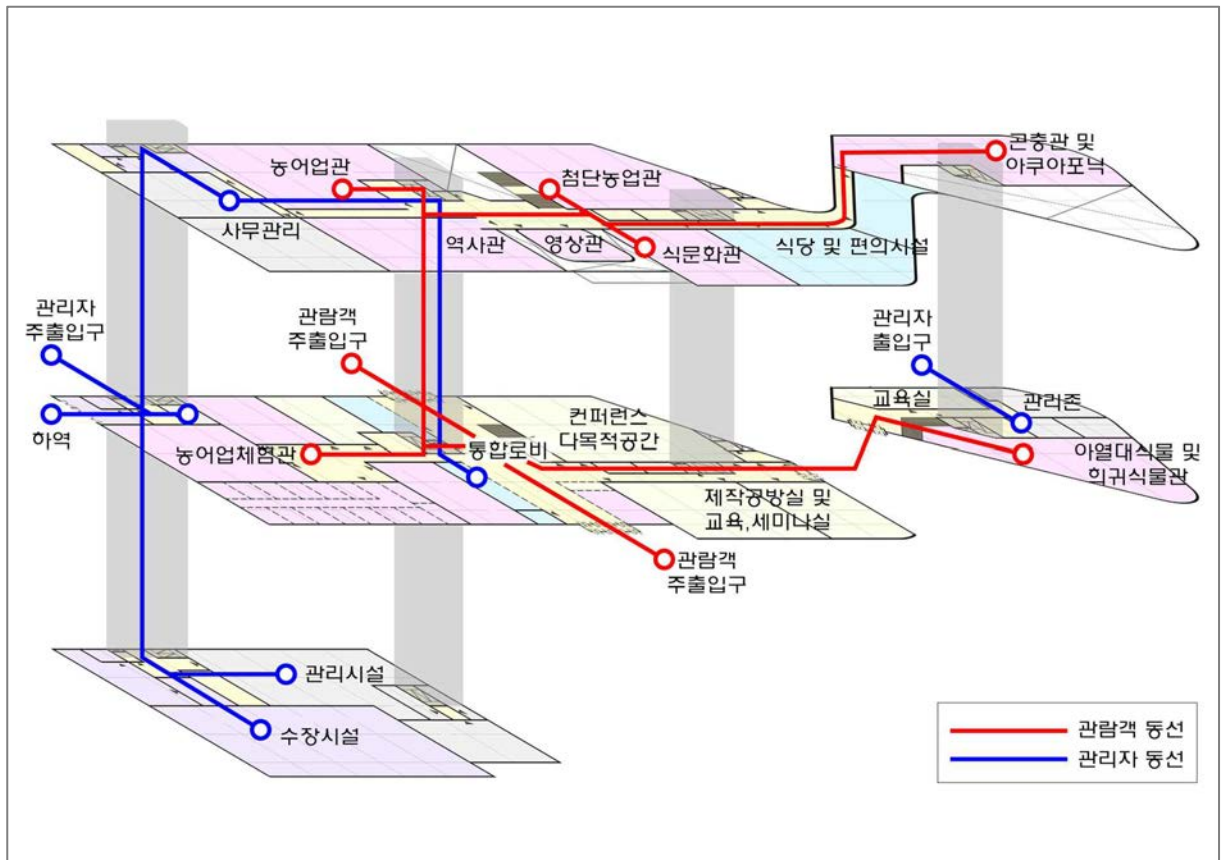 농어업관
첨단농업관
곤충관 및
아쿠아포닉
사무관리
역사관
영상관
식문화관
식당 및 편의시설
관리자
주출입구
관람객
주출입구
관리자
출입구
하역
농어업체험관
통합로비
컨퍼런스
다목적공간
교육실
관리존
아열대식물 및
희귀식물관
제작공방실 및
교육,세미나실
관람객
주출입구
관리시설
수장시설
관람객 동선
관리자 동선